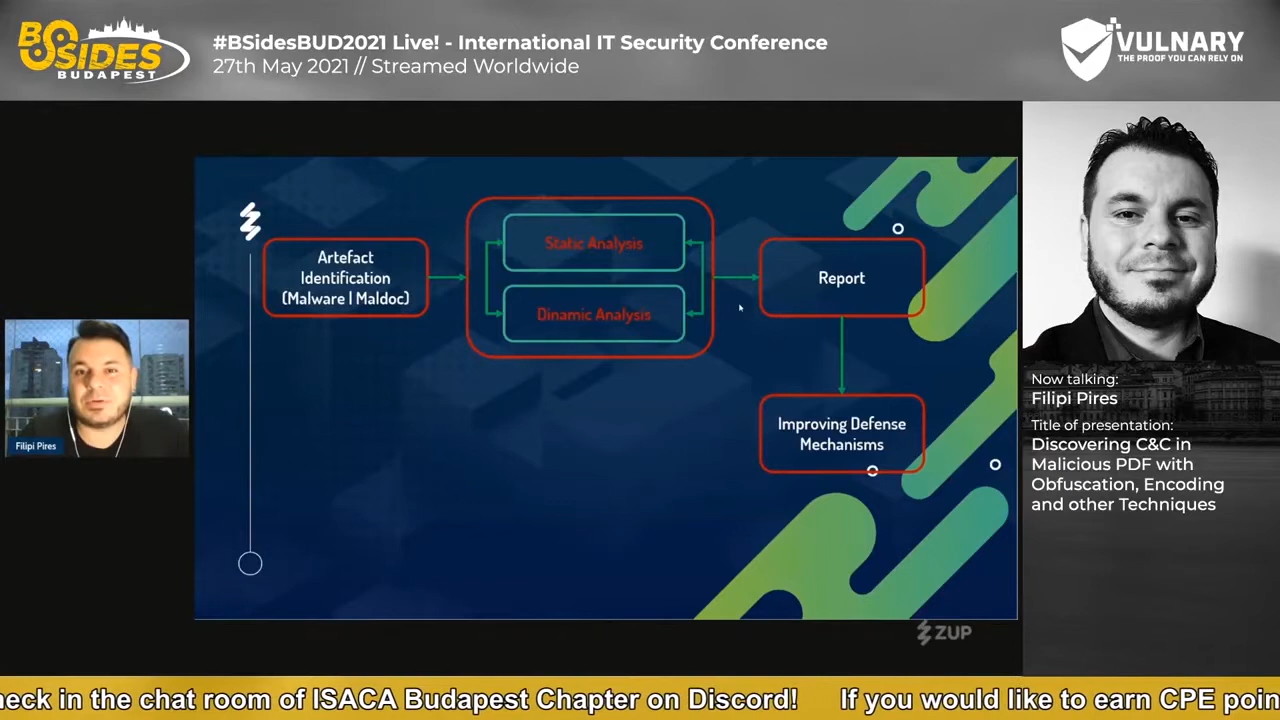 BSIDES
BUDAPEST
#BSidesBUD2021 Live! - International IT Security Conference
27th May 2021 // Streamed Worldwide
VULNARY
THE PROOF YOU CAN RELY ON
Artefact
Identification
(Malware | Maldoc)
Static Analysis
Dinamic Analysis
Report
Improving Defense
Mechanisms
Filipi Pires
ZUP
Now talking:
Filipi Pires
Title of presentation:
Discovering C&C in
Malicious PDF with
Obfuscation, Encoding
and other Techniques
heck in the chat room of ISACA Budapest Chapter on Discord! If you would like to earn CPE poin